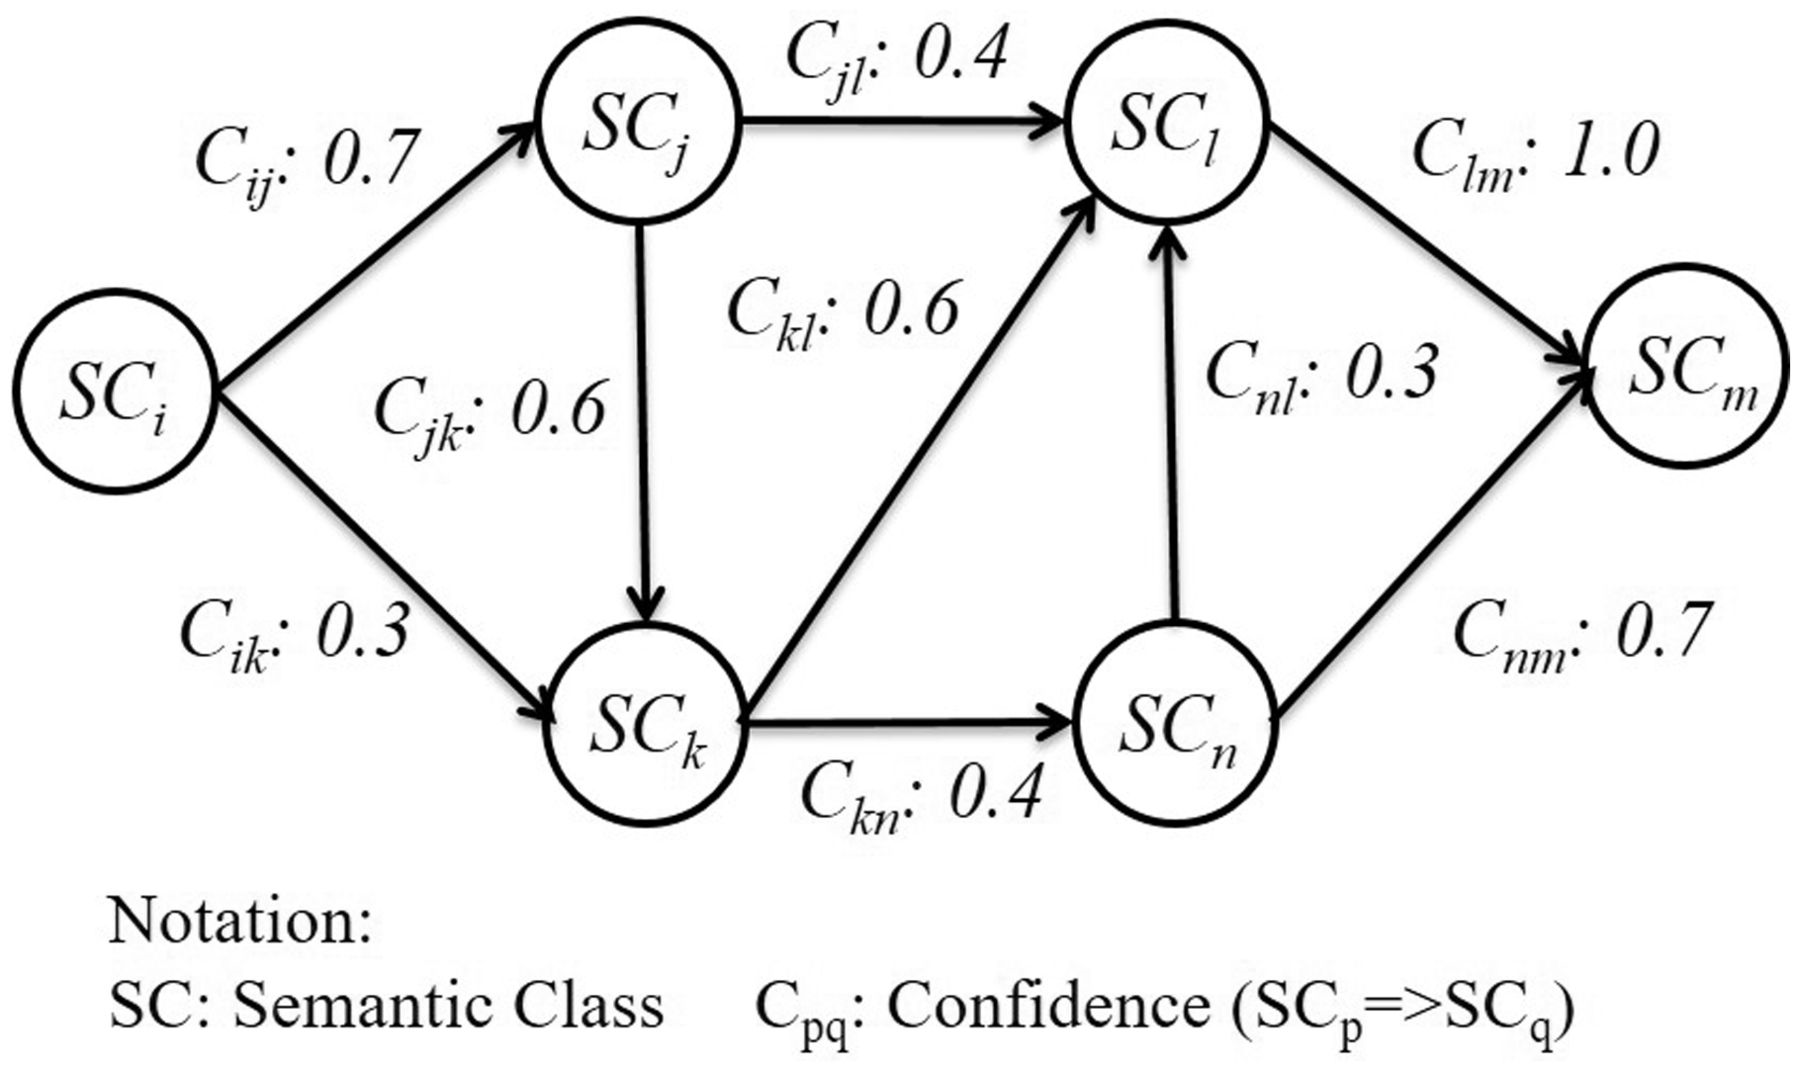 C_jl: 0.4
SC_j
SC_l
C_ij: 0.7
C_lm: 1.0
C_kl: 0.6
SC_i
C_jk: 0.6
C_nl: 0.3
SC_m
C_ik: 0.3
C_nm: 0.7
SC_k
SC_n
C_kn: 0.4
Notation:
SC: Semantic Class C_pq: Confidence (SC_p=>SC_q)